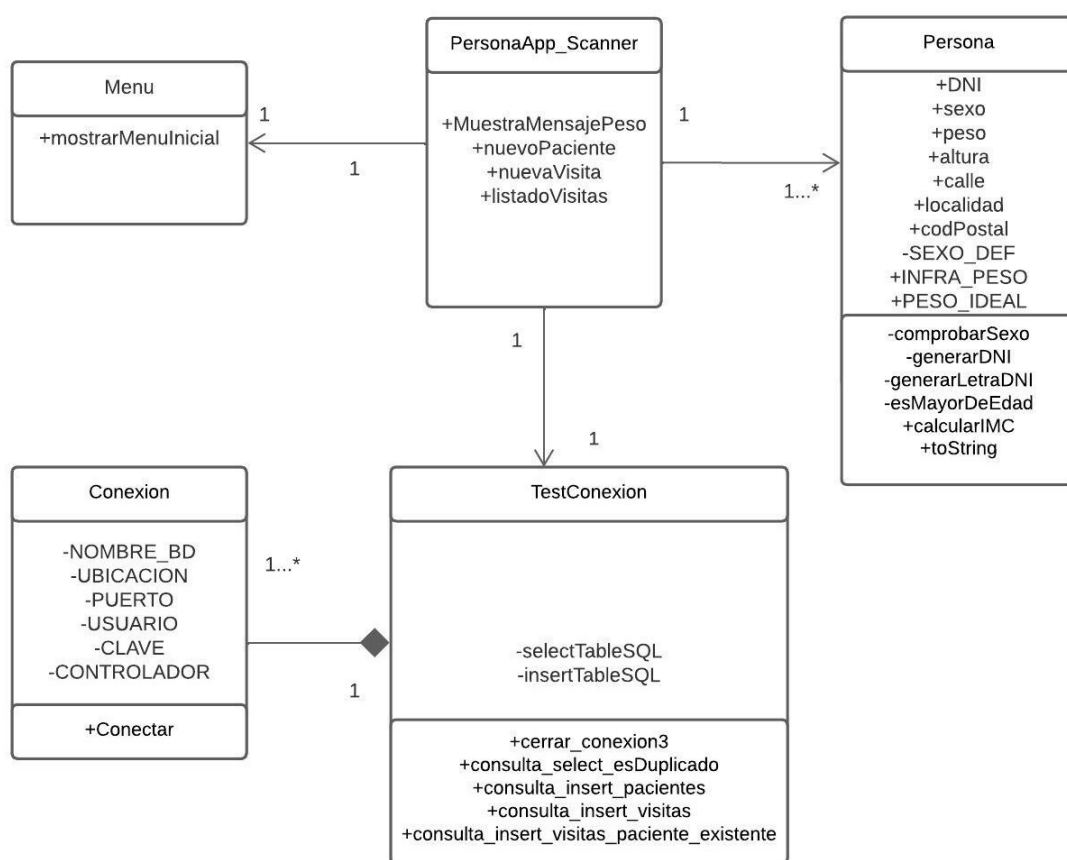 Menu
+mostrarMenuInicial
1
1
PersonaApp_Scanner
+MuestraMensajePeso
+nuevoPaciente
+nuevaVisita
+listadoVisitas
1
1...*
Persona
+DNI
+sexo
+peso
+altura
+calle
+localidad
+codPostal
-SEXO_DEF
+INFRA_PESO
+PESO_IDEAL
-comprobarSexo
-generarDNI
-generarLetraDNI
-esMayorDeEdad
+calcularIMC
+toString
1
1
Conexion
-NOMBRE_BD
-UBICACION
-PUERTO
-USUARIO
-CLAVE
-CONTROLADOR
+Conectar
1...*
1
TestConexion
-selectTableSQL
-insertTableSQL
+cerrar_conexion3
+consulta_select_esDuplicado
+consulta_insert_pacientes
+consulta_insert_visitas
+consulta_insert_visitas_paciente_existente